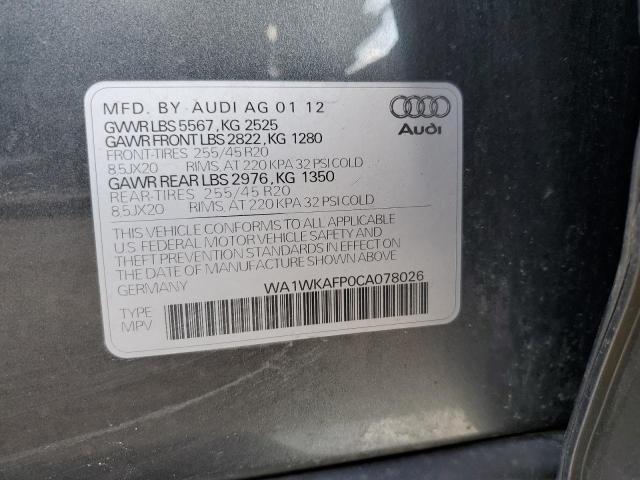 MFD. BY AUDI AG 01 12
GVWR LBS 5567, KG 2525
GAWR FRONT LBS 2822, KG 1280
FRONT-TIRES 255/45 R20
8.5JX20 RIMS, AT 220 KPA 32 PSI COLD
GAWR REAR LBS 2976, KG 1350
REAR-TIRES 255/45 R20
8.5JX20 RIMS, AT 220 KPA 32 PSI COLD
THIS VEHICLE CONFORMS TO ALL APPLICABLE
U.S. FEDERAL MOTOR VEHICLE SAFETY AND
THEFT PREVENTION STANDARDS IN EFFECT ON
THE DATE OF MANUFACTURE SHOWN ABOVE.
GERMANY WA1WKAFP0CA078026
TYPE
MPV
Audi